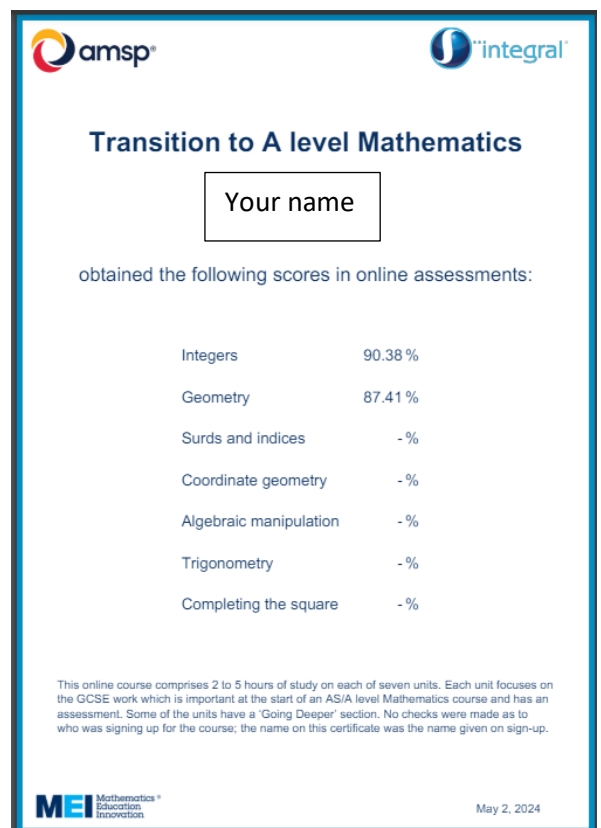 amsp®
integral
Transition to A level Mathematics
Your name
obtained the following scores in online assessments:
Integers 90.38 %
Geometry 87.41 %
Surds and indices - %
Coordinate geometry - %
Algebraic manipulation - %
Trigonometry - %
Completing the square - %
This online course comprises 2 to 5 hours of study on each of seven units. Each unit focuses on
the GCSE work which is important at the start of an AS/A level Mathematics course and has an
assessment. Some of the units have a 'Going Deeper' section. No checks were made as to
who was signing up for the course; the name on this certificate was the name given on sign-up.
MEI Mathematics ®
Education
Innovation
May 2, 2024